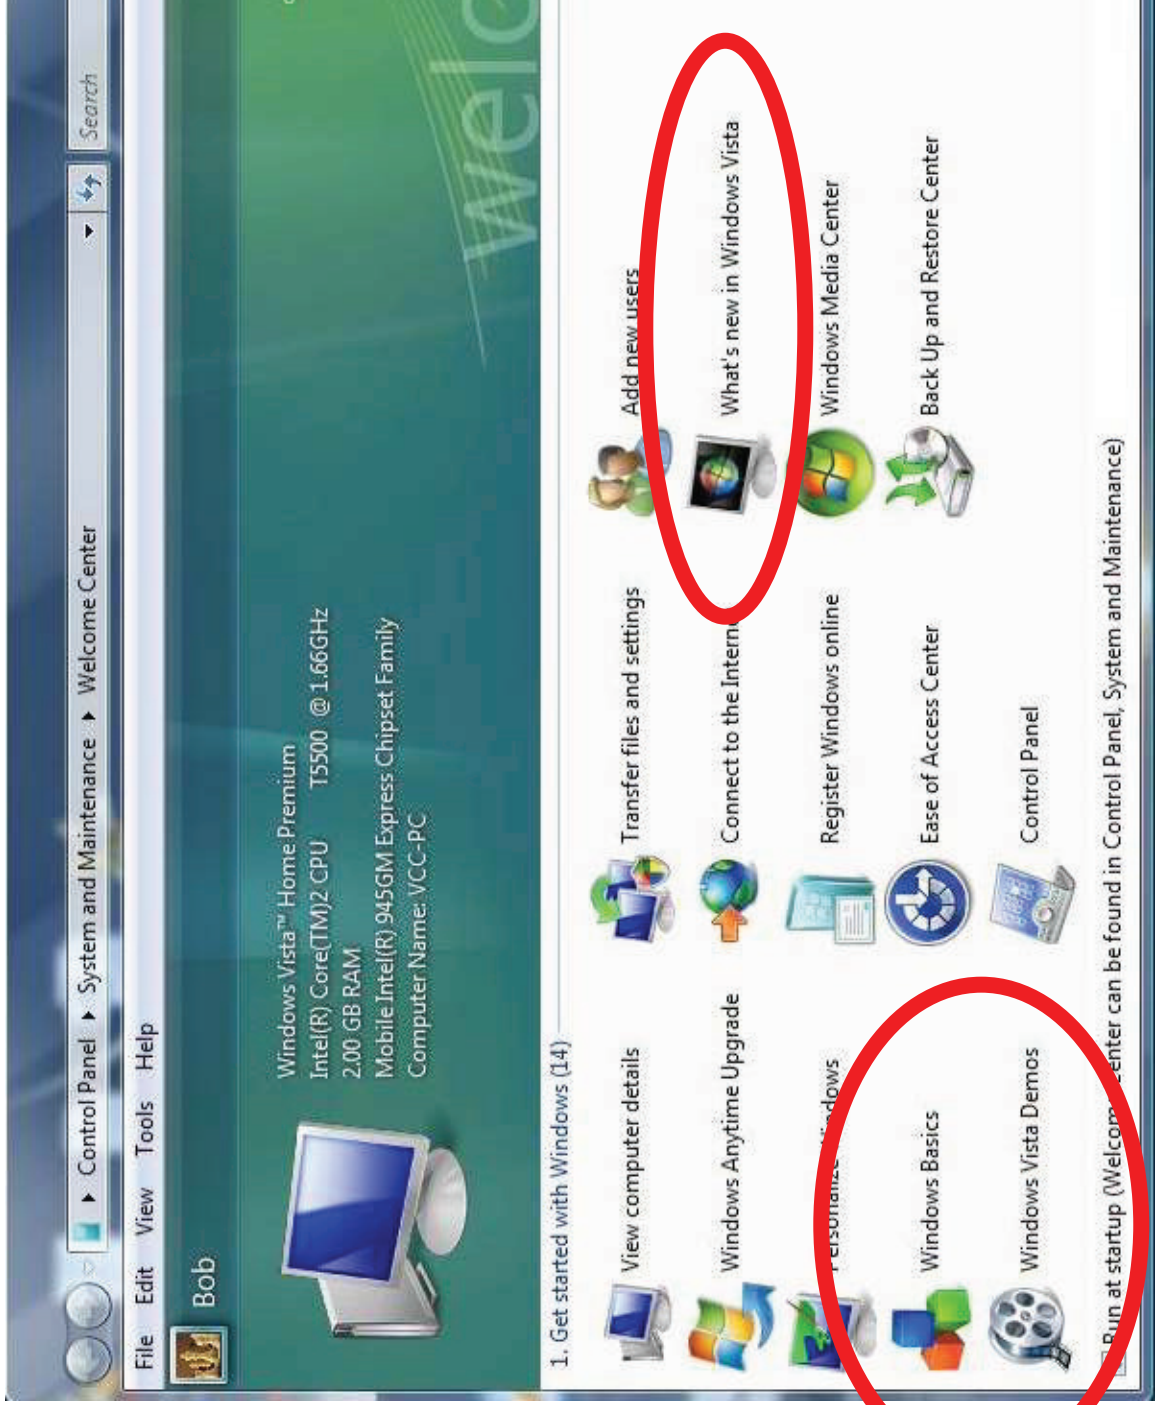 Control Panel ▸ System and Maintenance ▸ Welcome Center
Search
File Edit View Tools Help
Bob
Windows Vista™ Home Premium
Intel(R) Core(TM)2 CPU T5500 @ 1.66GHz
2.00 GB RAM
Mobile Intel(R) 945GM Express Chipset Family
Computer Name: VCC-PC
Welc
1. Get started with Windows (14)
View computer details
Transfer files and settings
Add new users
Windows Anytime Upgrade
Connect to the Intern
What's new in Windows Vista
Personalize Windows
Register Windows online
Windows Media Center
Windows Basics
Ease of Access Center
Back Up and Restore Center
Windows Vista Demos
Control Panel
Run at startup (Welcome Center can be found in Control Panel, System and Maintenance)